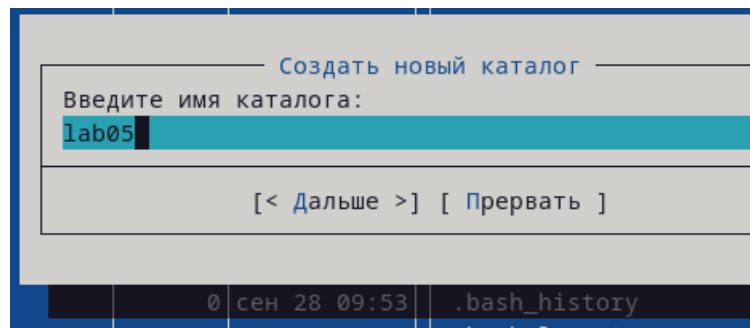 Создать новый каталог
Введите имя каталога:
lab05
[< Дальше >] [ Прервать ]
0 сен 28 09:53 .bash_history